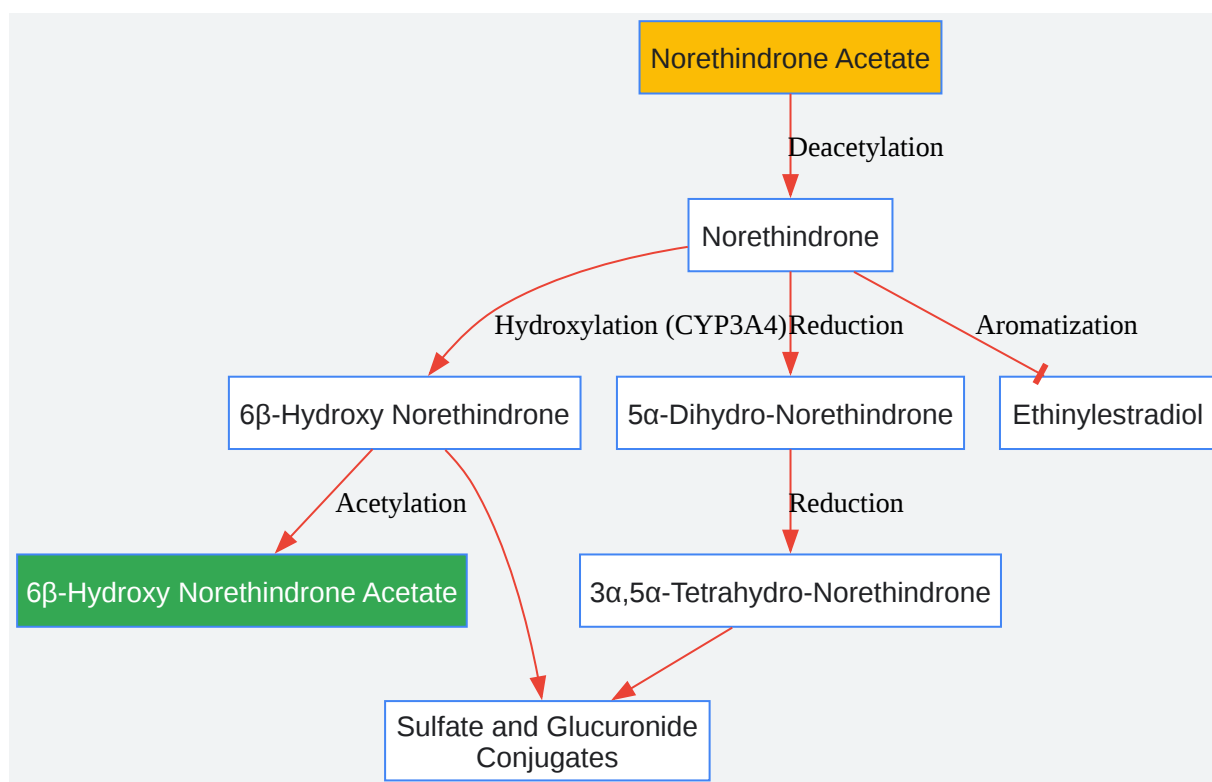 Norethindrone Acetate
Deacetylation
Norethindrone
Hydroxylation (CYP3A4)
Reduction
Aromatization
6β-Hydroxy Norethindrone
5α-Dihydro-Norethindrone
Ethinylestradiol
Acetylation
Reduction
6β-Hydroxy Norethindrone Acetate
3α,5α-Tetrahydro-Norethindrone
Sulfate and Glucuronide
Conjugates